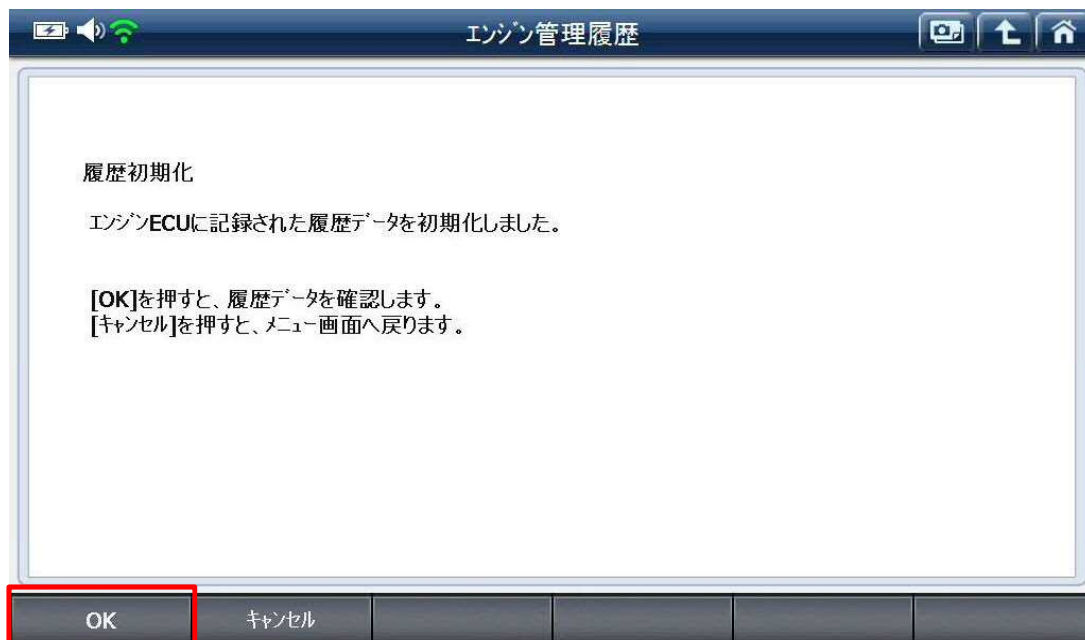 エンジン管理履歴
履歴初期化
エンジンECUに記録された履歴データを初期化しました。
[OK]を押すと、履歴データを確認します。
[キャンセル]を押すと、メニュー画面へ戻ります。
OK
キャンセル